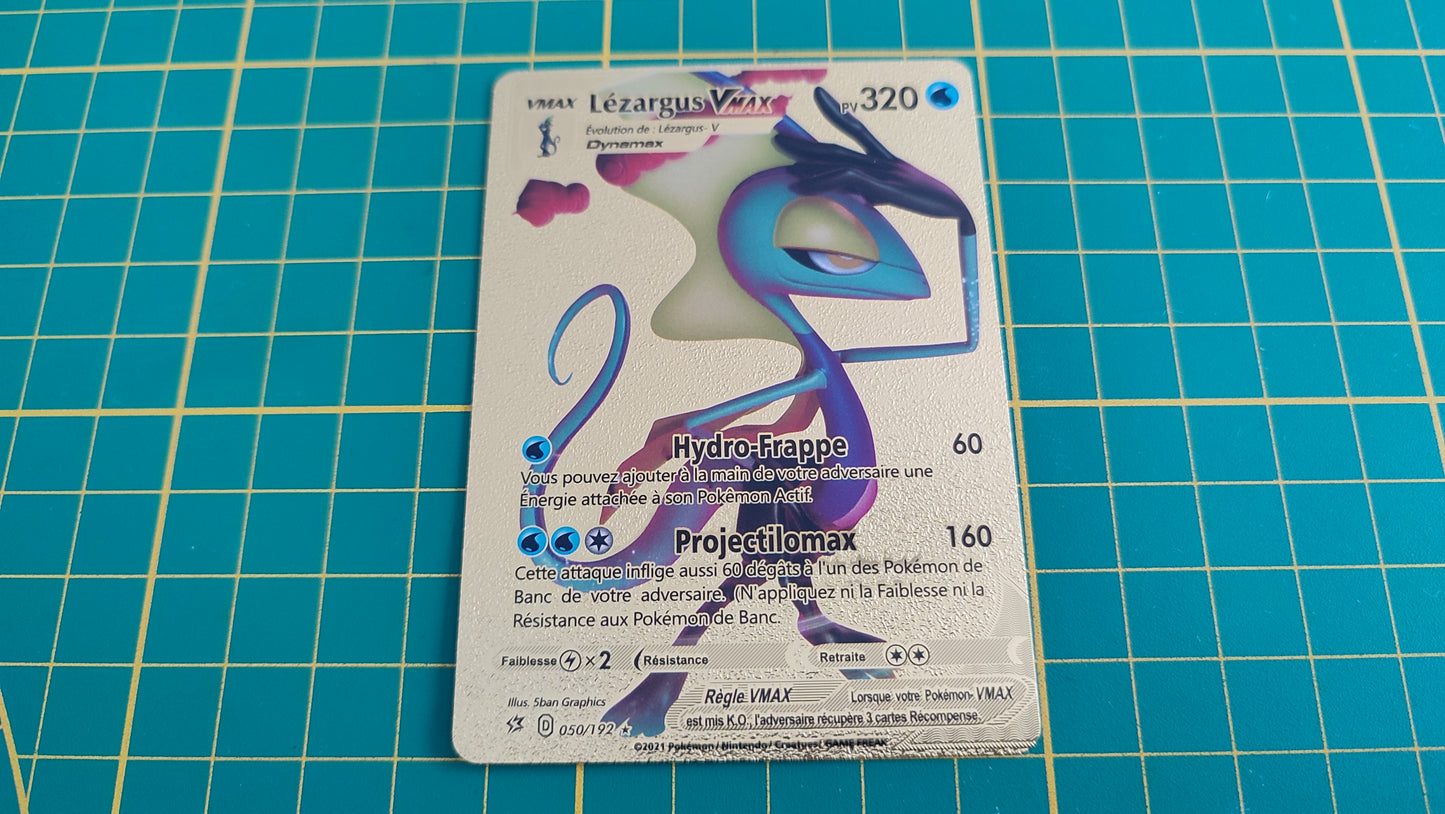 VMAX Lézargus VMAX PV 320
Évolution de : Lézargus- V
Dynamax
Hydro-Frappe 60
Vous pouvez ajouter à la main de votre adversaire une
Énergie attachée à son Pokêmon Actif.
Projectilomax 160
Cette attaque inflige aussi 60 dégâts à l'un des Pokémon de
Banc de votre adversaire. (N'appliquez ni la Faiblesse ni la
Résistance aux Pokémon de Banc.
Faiblesse ×2 Résistance Retraite
Illus. 5ban Graphics
Règle VMAX Lorsque votre Pokémon- VMAX
est mis K.O., l'adversaire récupère 3 cartes Récompense.
D 050/192
©2021 Pokémon / Nintendo / Creatures / GAME FREAK